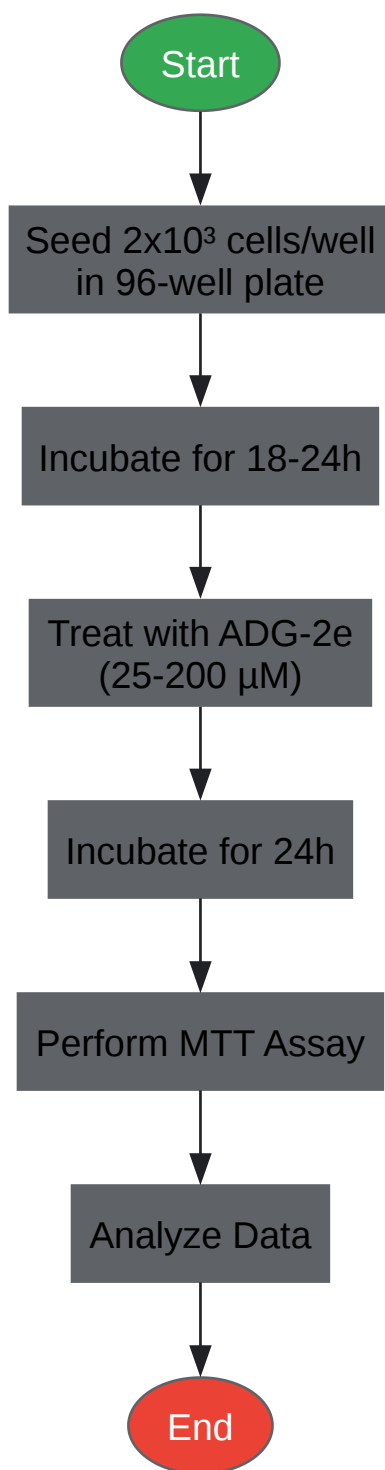 Start
Seed 2x10³ cells/well
in 96-well plate
Incubate for 18-24h
Treat with ADG-2e
(25-200 µM)
Incubate for 24h
Perform MTT Assay
Analyze Data
End